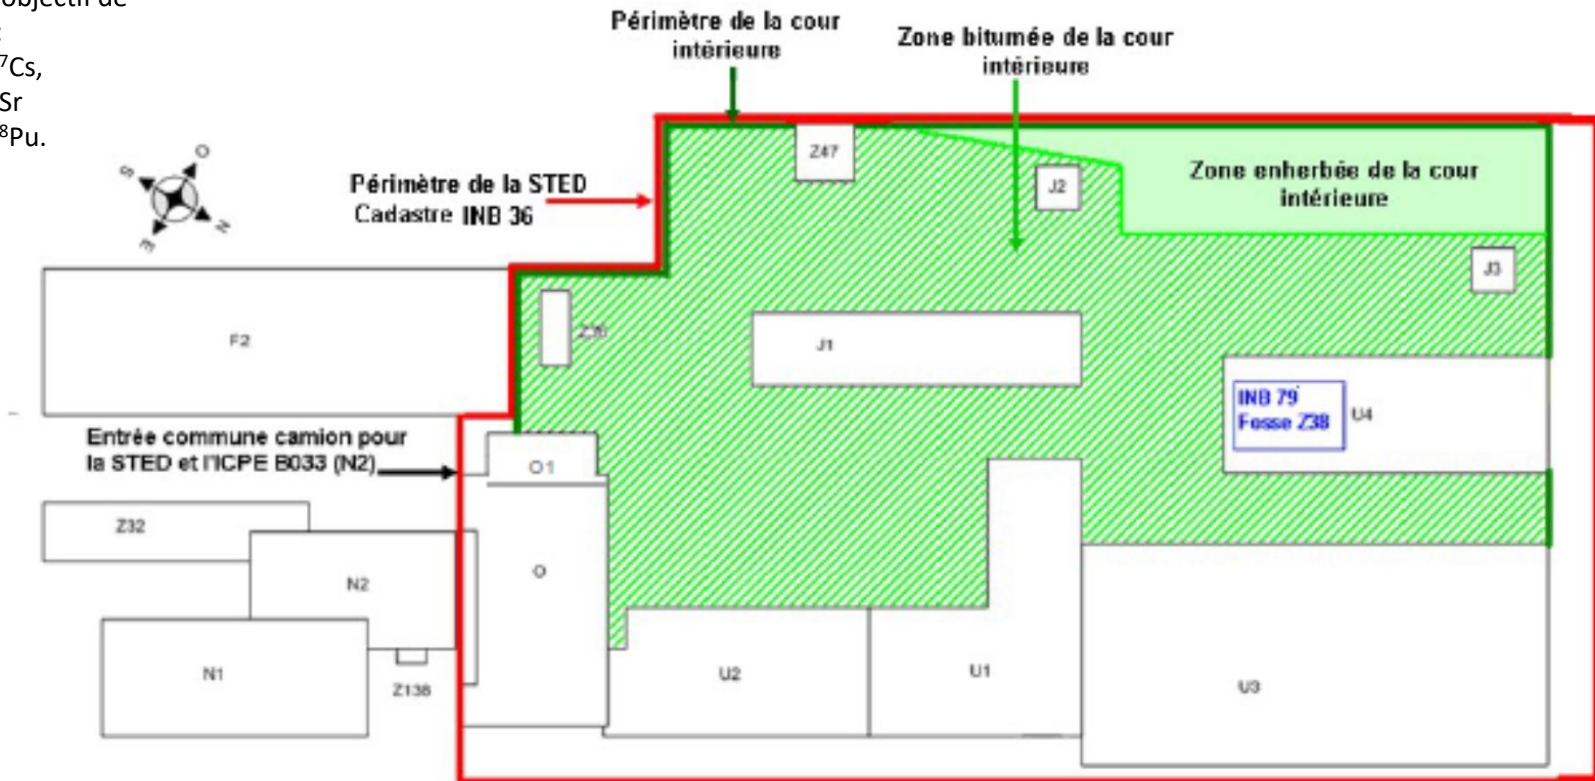 objectif de
:
⁷Cs,
Sr
⁸Pu.
Périmètre de la cour
intérieure
Zone bitumée de la cour
intérieure
Z47
J2
Zone enherbée de la cour
intérieure
O
S
N
E
Périmètre de la STED
Cadastre INB 36
J3
F2
J1
INB 79
Fosse Z38
U4
Entrée commune camion pour
la STED et l'ICPE B033 (N2)
O1
Z32
N2
O
N1
Z138
U2
U1
U3